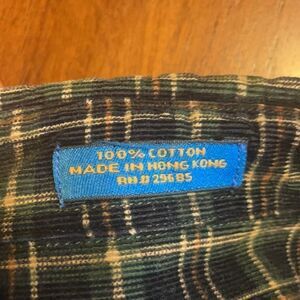 100% COTTON
MADE IN HONG KONG
RN.# 29685